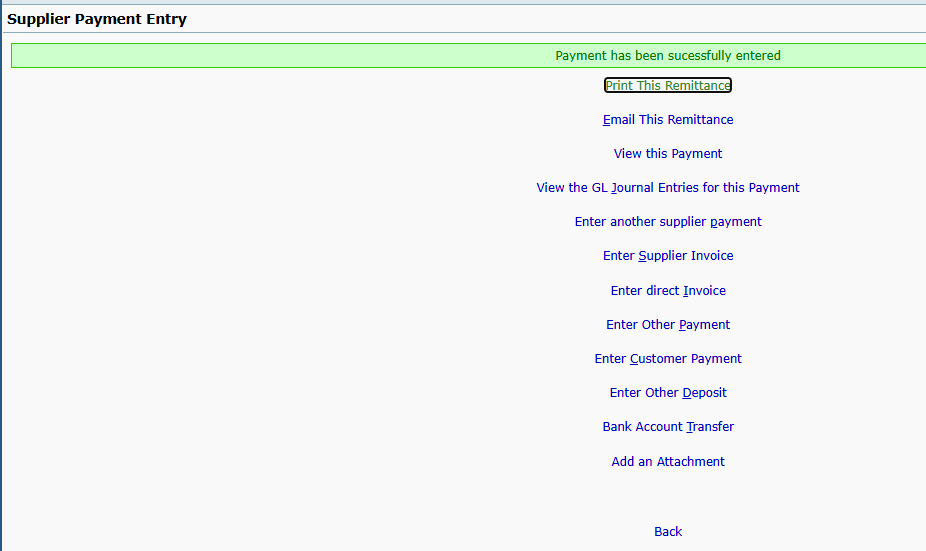 Supplier Payment Entry
Payment has been sucessfully entered
Print This Remittance
Email This Remittance
View this Payment
View the GL Journal Entries for this Payment
Enter another supplier payment
Enter Supplier Invoice
Enter direct Invoice
Enter Other Payment
Enter Customer Payment
Enter Other Deposit
Bank Account Transfer
Add an Attachment
Back